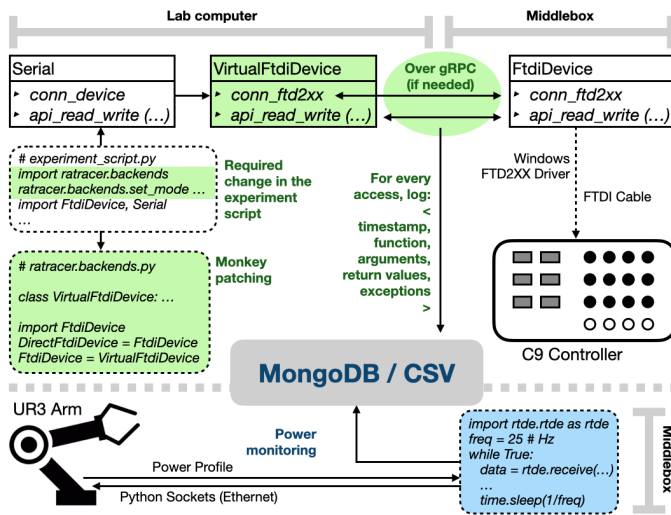 Lab computer
Middlebox
Serial
‣ conn_device
‣ api_read_write (…)
VirtualFtdiDevice
‣ conn_ftd2xx
‣ api_read_write (…)
Over gRPC
(if needed)
FtdiDevice
‣ conn_ftd2xx
‣ api_read_write (…)
# experiment_script.py
import ratracer.backends
ratracer.backends.set_mode …
import FtdiDevice, Serial
…
Required
change in the
experiment
script
For every
access, log:
<
timestamp,
function,
arguments,
return values,
exceptions
>
Windows
FTD2XX Driver
FTDI Cable
# ratracer.backends.py
class VirtualFtdiDevice: …
import FtdiDevice
DirectFtdiDevice = FtdiDevice
FtdiDevice = VirtualFtdiDevice
Monkey
patching
C9 Controller
MongoDB / CSV
UR3 Arm
Power
monitoring
Power Profile
Python Sockets (Ethernet)
import rtde.rtde as rtde
freq = 25 # Hz
while True:
data = rtde.receive(…)
…
time.sleep(1/freq)
Middlebox